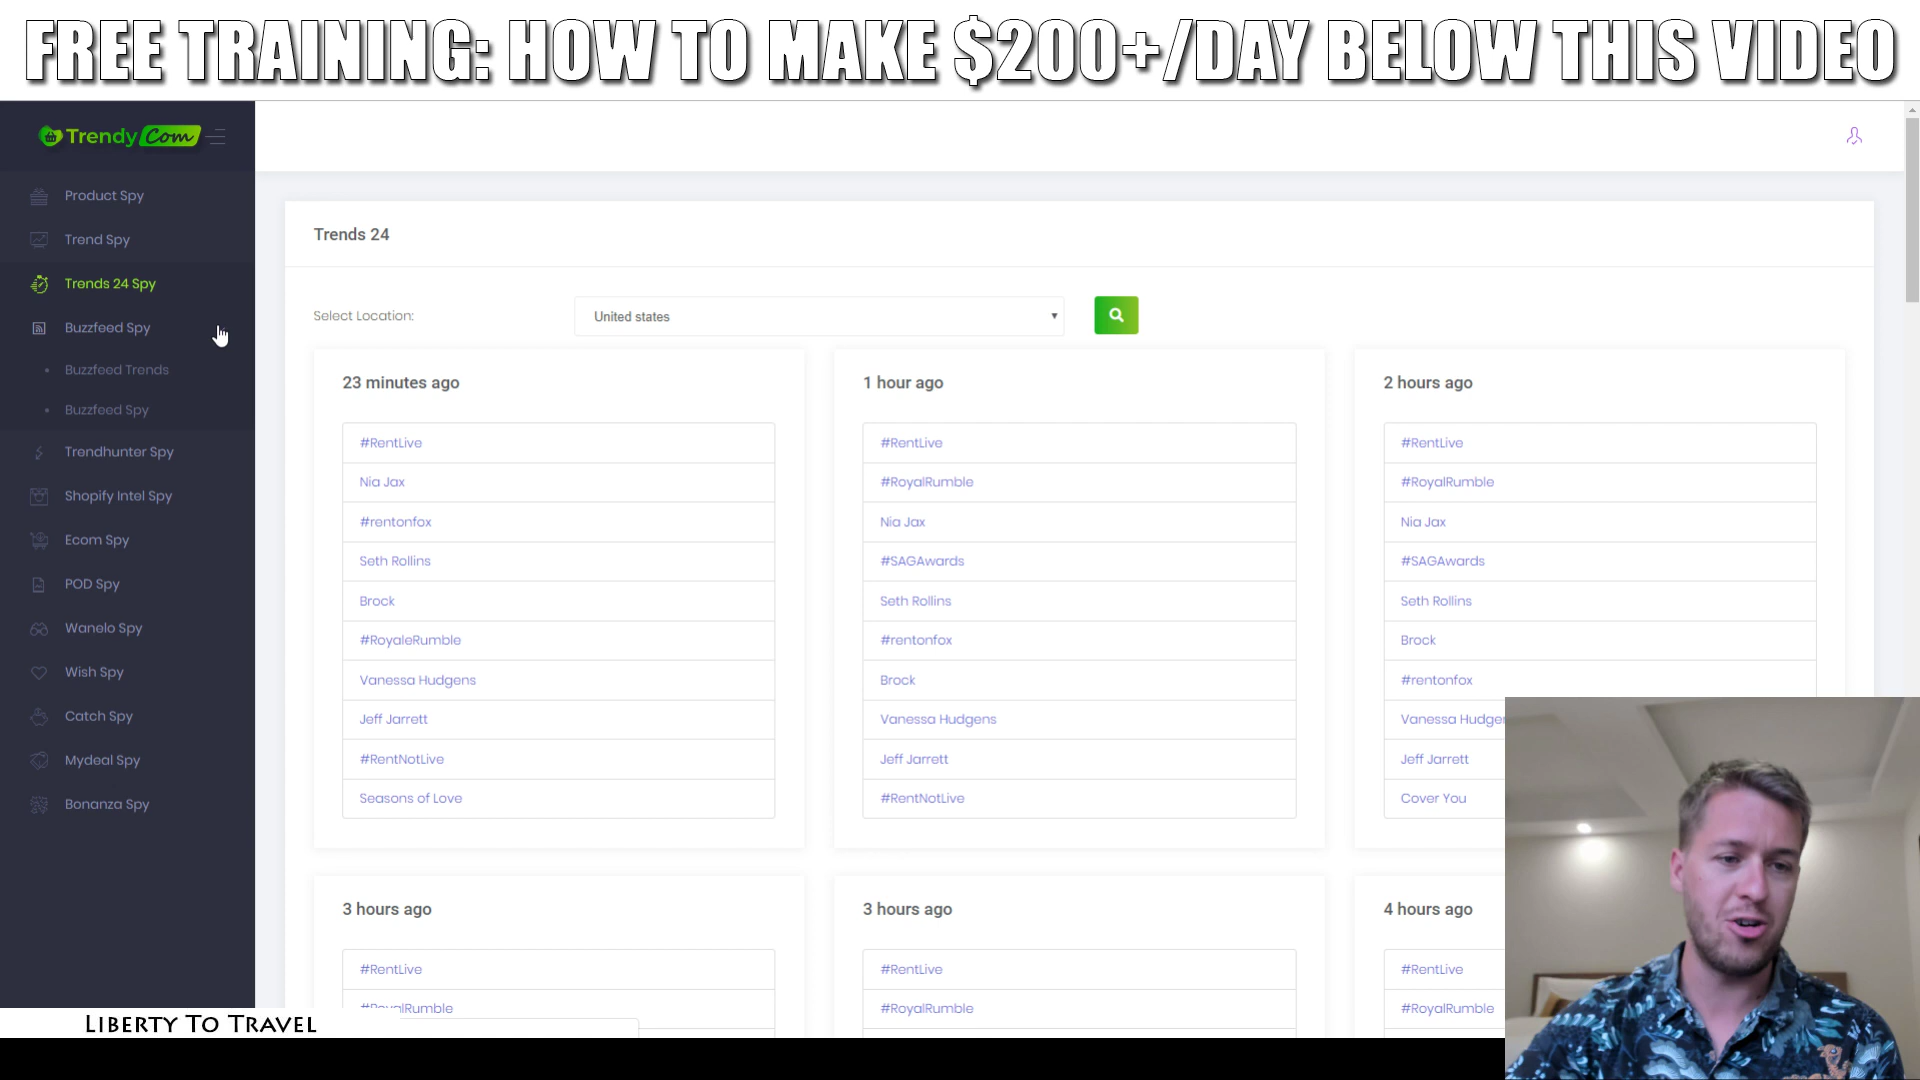 FREE TRAINING: HOW TO MAKE $200+/DAY BELOW THIS VIDEO
Trendy Com
Product Spy
Trend Spy
Trends 24 Spy
Buzzfeed Spy
Buzzfeed Trends
Buzzfeed Spy
Trendhunter Spy
Shopify Intel Spy
Ecom Spy
POD Spy
Wanelo Spy
Wish Spy
Catch Spy
Mydeal Spy
Bonanza Spy
Trends 24
Select Location:
United states
23 minutes ago
#RentLive
Nia Jax
#rentonfox
Seth Rollins
Brock
#RoyaleRumble
Vanessa Hudgens
Jeff Jarrett
#RentNotLive
Seasons of Love
1 hour ago
#RentLive
#RoyalRumble
Nia Jax
#SAGAwards
Seth Rollins
#rentonfox
Brock
Vanessa Hudgens
Jeff Jarrett
#RentNotLive
2 hours ago
#RentLive
#RoyalRumble
Nia Jax
#SAGAwards
Seth Rollins
Brock
#rentonfox
Vanessa Hudger
Jeff Jarrett
Cover You
3 hours ago
#RentLive
#RoyalRumble
3 hours ago
#RentLive
#RoyalRumble
4 hours ago
#RentLive
#RoyalRumble
LIBERTY TO TRAVEL